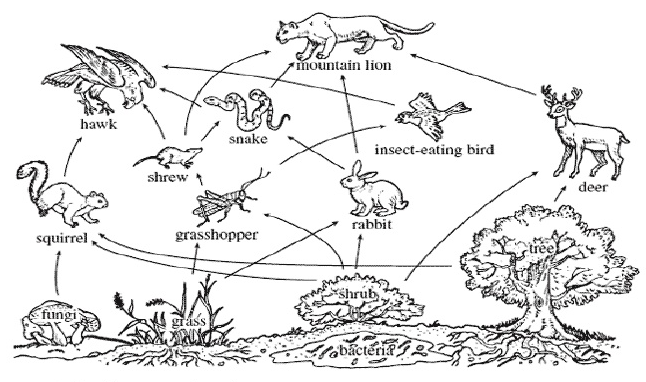 mountain lion
hawk
snake
insect-eating bird
shrew
deer
squirrel
grasshopper
rabbit
tree
fungi
grass
shrub
bacteria